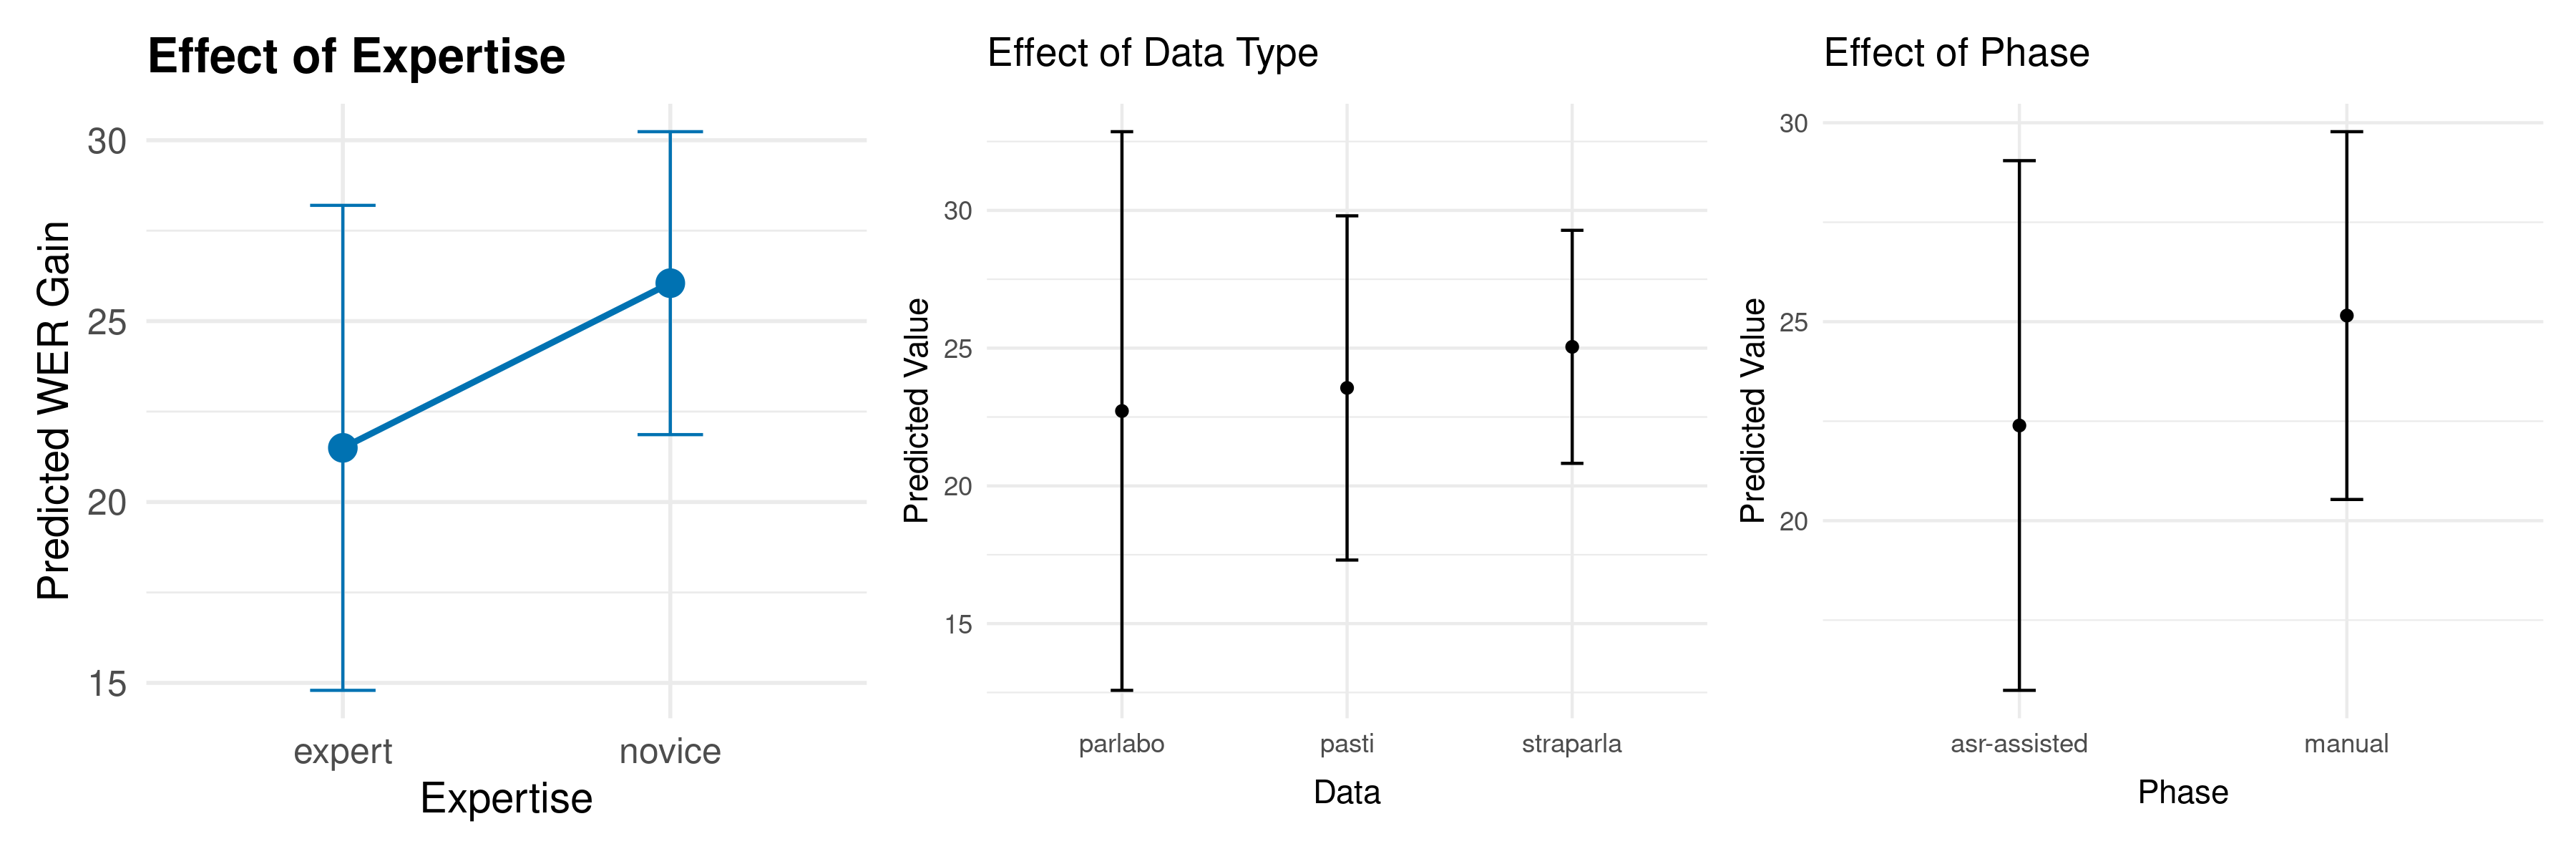 Effect of Expertise
Predicted WER Gain
30
25
20
15
expert novice
Expertise
Effect of Data Type
Predicted Value
30
25
20
15
parlabo pasti straparla
Data
Effect of Phase
Predicted Value
30
25
20
asr-assisted manual
Phase